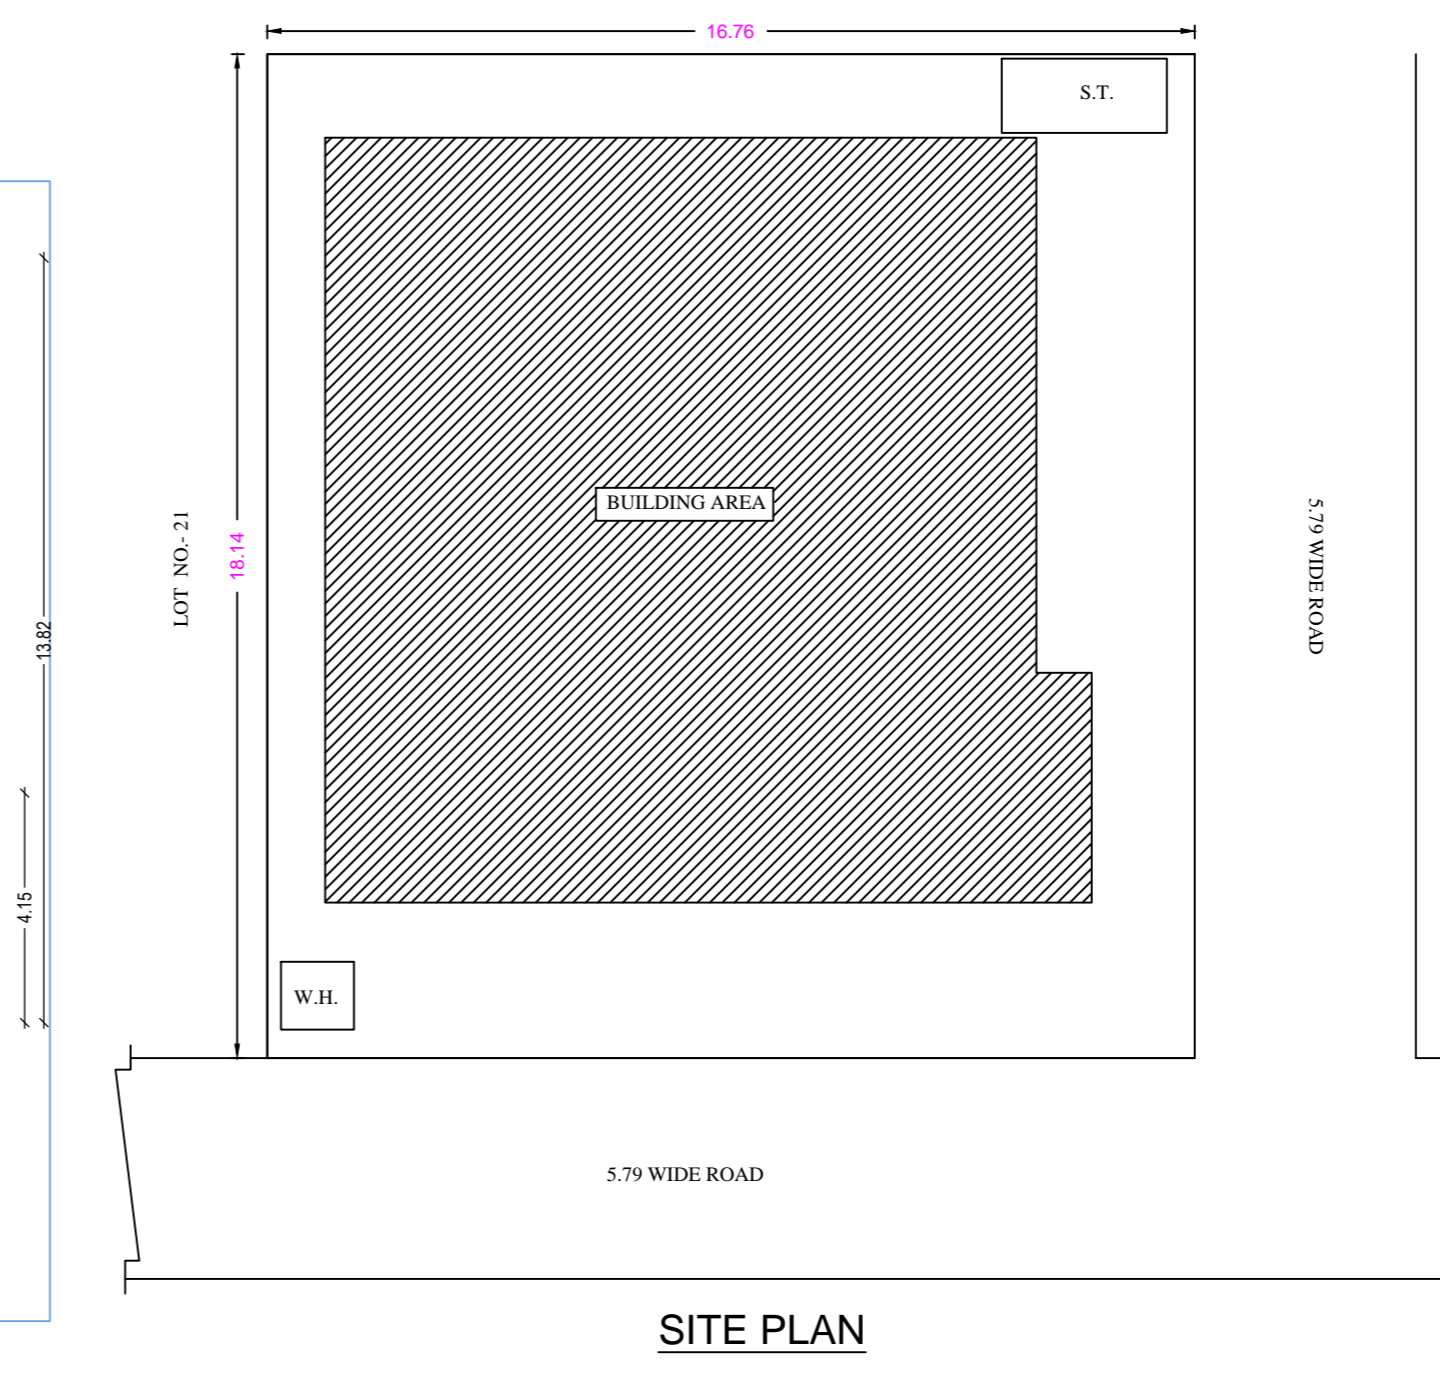 16.76
S.T.
BUILDING AREA
LOT NO.- 21
18.14
5.79 WIDE ROAD
13.82
4.15
W.H.
5.79 WIDE ROAD
SITE PLAN